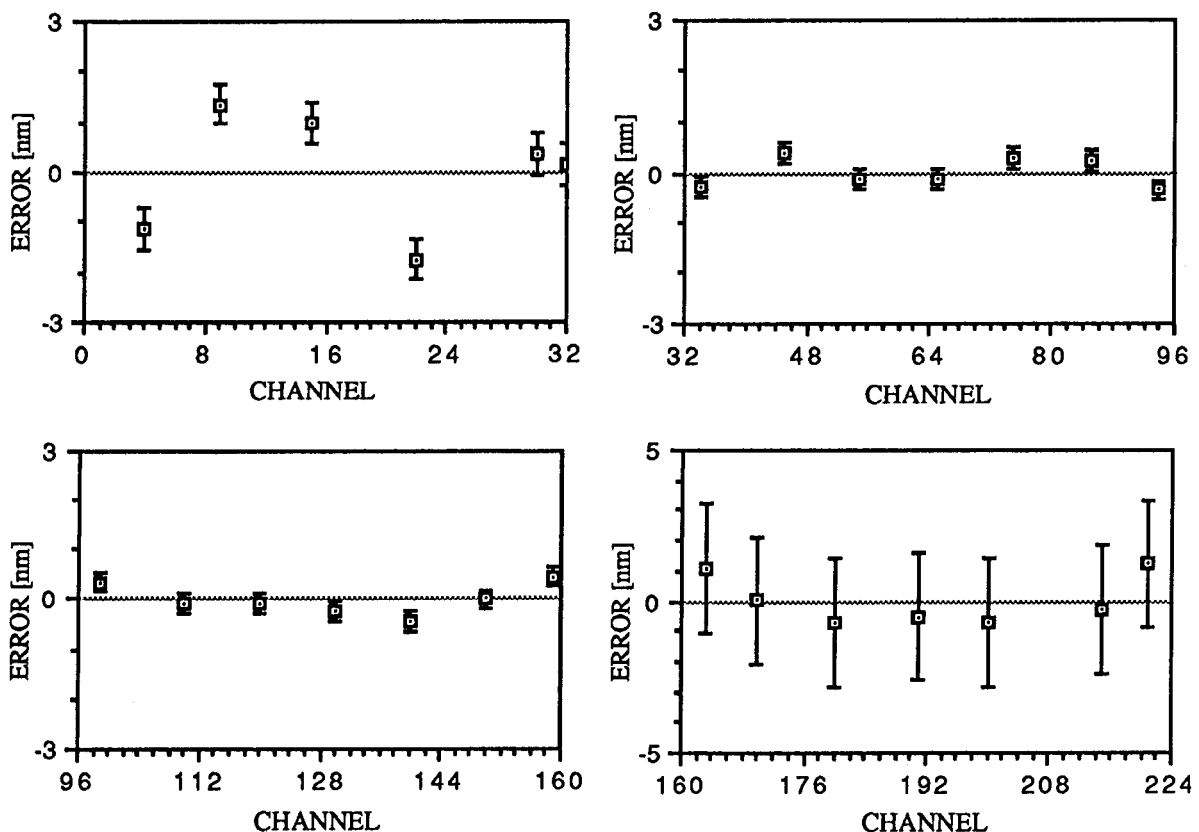 3
ERROR [nm]
0
-3
0 8 16 24 32
CHANNEL
3
ERROR [nm]
0
-3
32 48 64 80 96
CHANNEL
3
ERROR [nm]
0
-3
96 112 128 144 160
CHANNEL
5
ERROR [nm]
0
-5
160 176 192 208 224
CHANNEL